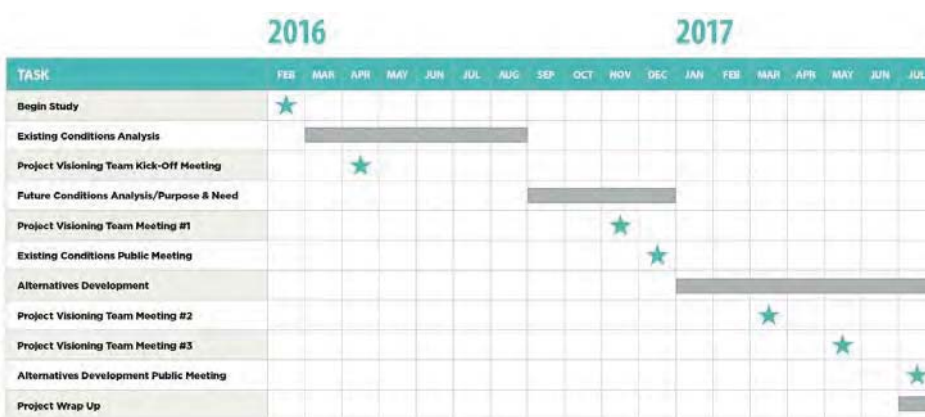 2016 2017
TASK FEB MAR APR MAY JUN JUL AUG SEP OCT NOV DEC JAN FEB MAR APR MAY JUN JUL
Begin Study
Existing Conditions Analysis
Project Visioning Team Kick-Off Meeting
Future Conditions Analysis/Purpose & Need
Project Visioning Team Meeting #1
Existing Conditions Public Meeting
Alternatives Development
Project Visioning Team Meeting #2
Project Visioning Team Meeting #3
Alternatives Development Public Meeting
Project Wrap Up